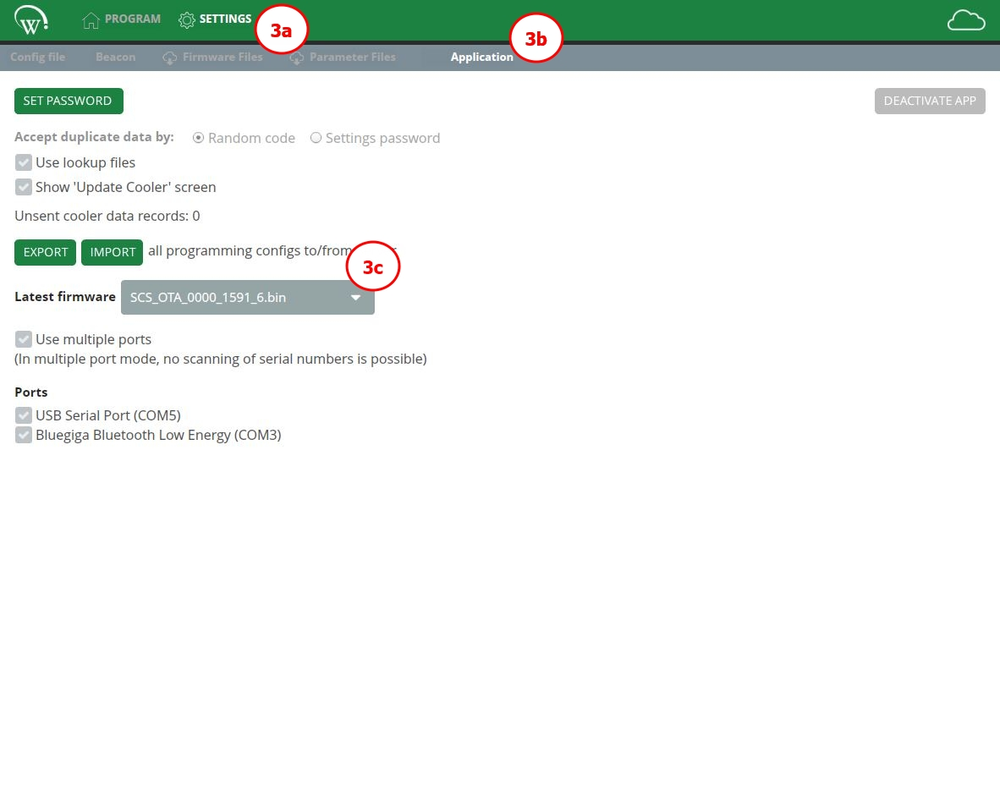 W PROGRAM SETTINGS 3a 3b
Config file Beacon Firmware Files Parameter Files Application
SET PASSWORD DEACTIVATE APP
Accept duplicate data by: Random code Settings password
Use lookup files
Show 'Update Cooler' screen
Unsent cooler data records: 0
EXPORT IMPORT all programming configs to/from
3c
Latest firmware SCS_OTA_0000_1591_6.bin
Use multiple ports
(In multiple port mode, no scanning of serial numbers is possible)
Ports
USB Serial Port (COM5)
Bluegiga Bluetooth Low Energy (COM3)